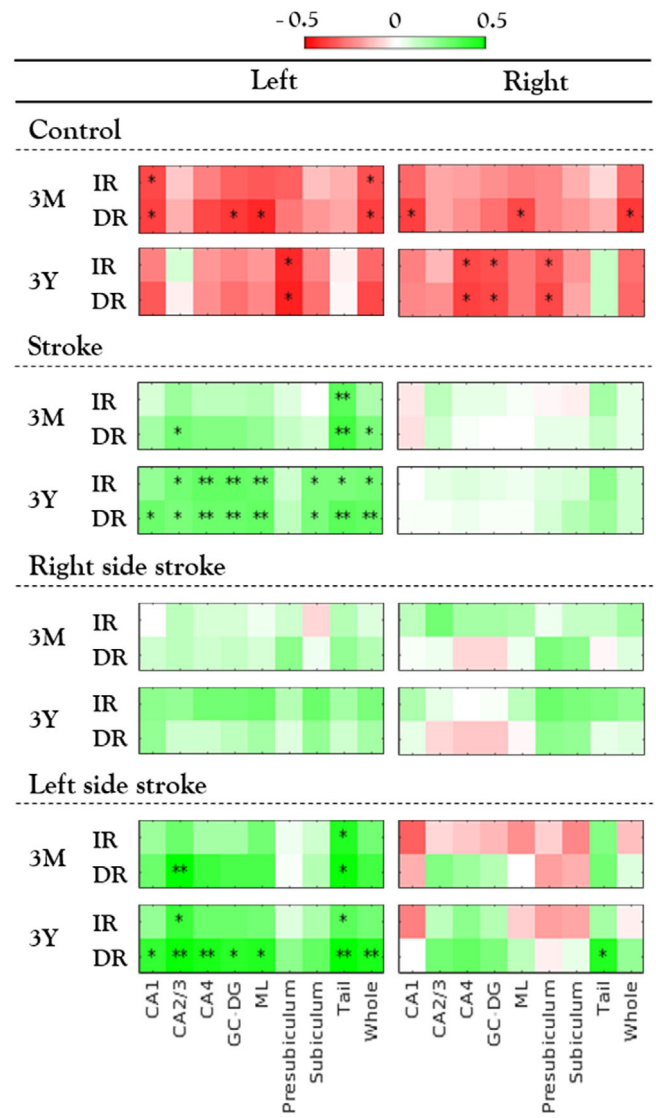 - 0.5 0 0.5
Left Right
Control
3M IR * * 
DR * * * * * * *
3Y IR * * * *
DR * * * *
Stroke
3M IR **
DR * ** *
3Y IR * ** ** ** * * *
DR * * ** ** ** * ** **
Right side stroke
3M IR
DR
3Y IR
DR
Left side stroke
3M IR *
DR ** *
3Y IR * *
DR * ** ** * * ** ** *
CA1 CA2/3 CA4 GC-DG ML Presubiculum Subiculum Tail Whole CA1 CA2/3 CA4 GC-DG ML Presubiculum Subiculum Tail Whole